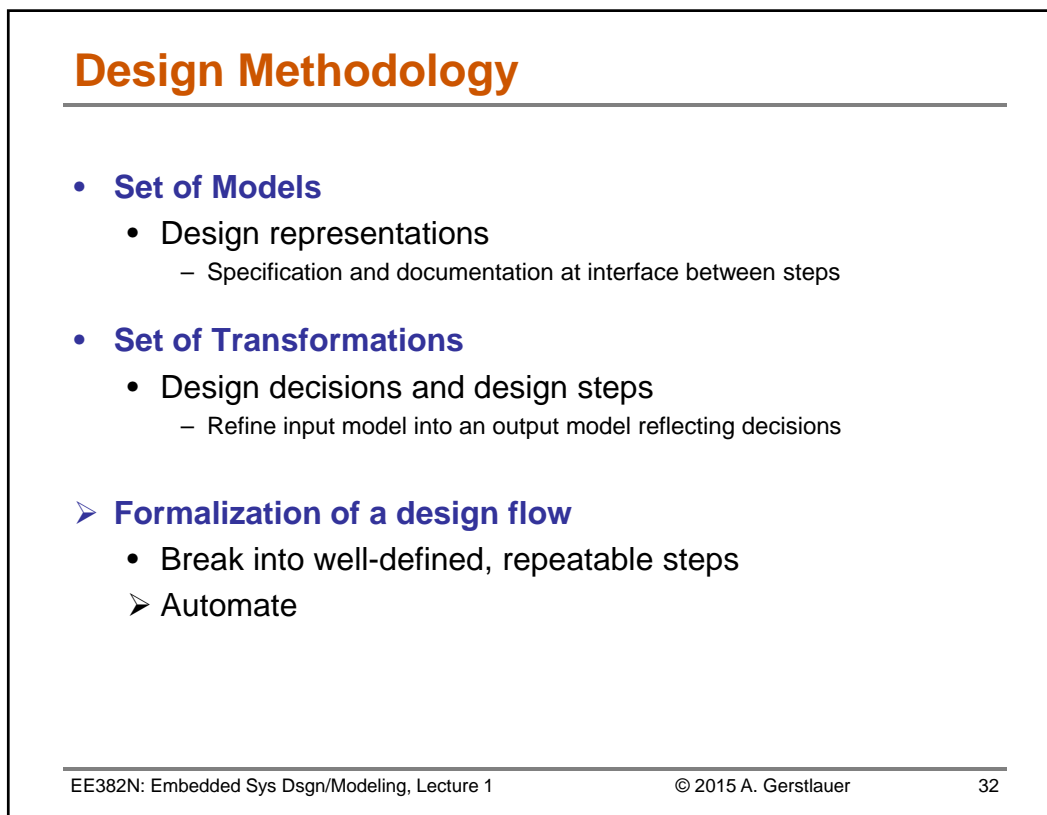 Design Methodology
• Set of Models
• Design representations
– Specification and documentation at interface between steps
• Set of Transformations
• Design decisions and design steps
– Refine input model into an output model reflecting decisions
➢ Formalization of a design flow
• Break into well-defined, repeatable steps
➢ Automate
EE382N: Embedded Sys Dsgn/Modeling, Lecture 1 © 2015 A. Gerstlauer 32